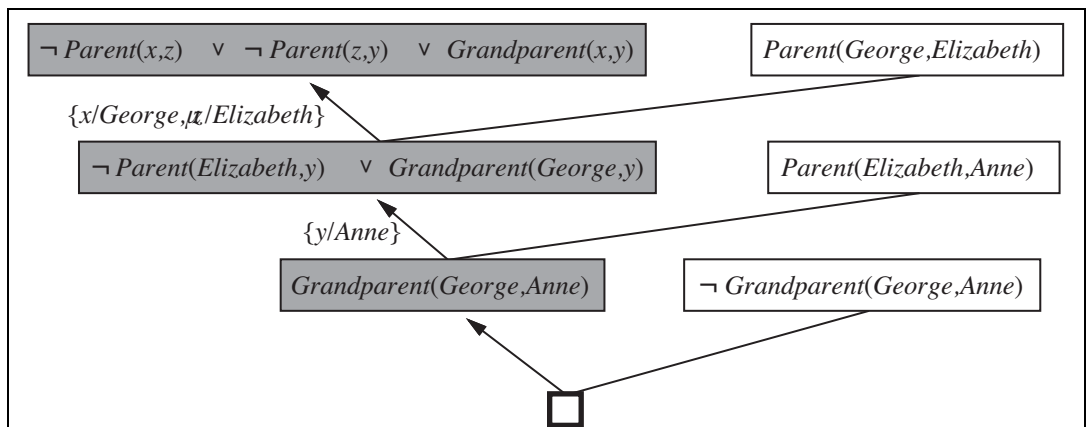 ¬ Parent(x,z) ∨ ¬ Parent(z,y) ∨ Grandparent(x,y)
Parent(George,Elizabeth)
{x/George, z/Elizabeth}
¬ Parent(Elizabeth,y) ∨ Grandparent(George,y)
Parent(Elizabeth,Anne)
{y/Anne}
Grandparent(George,Anne)
¬ Grandparent(George,Anne)